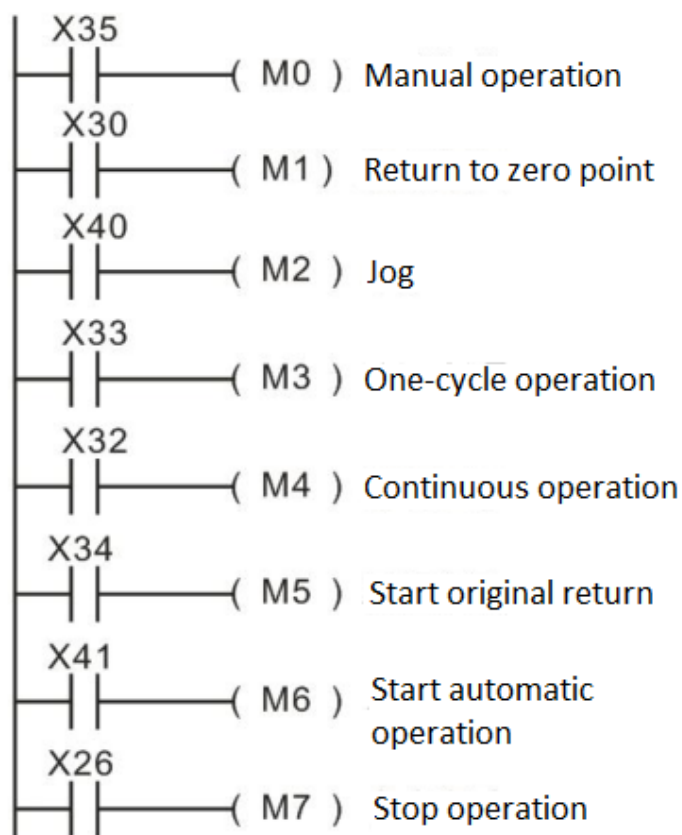 X35
( M0 ) Manual operation
X30
( M1 ) Return to zero point
X40
( M2 ) Jog
X33
( M3 ) One-cycle operation
X32
( M4 ) Continuous operation
X34
( M5 ) Start original return
X41
( M6 ) Start automatic
operation
X26
( M7 ) Stop operation